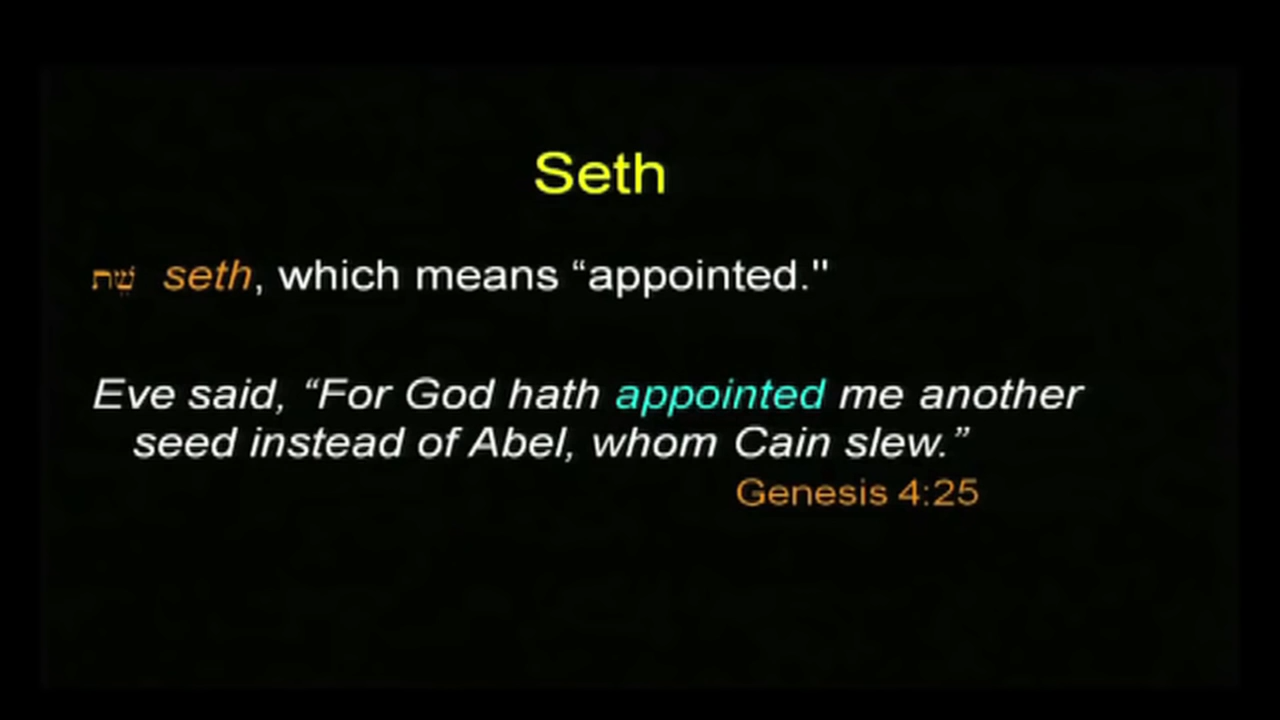 Seth
שֵׁת seth, which means “appointed."
Eve said, “For God hath appointed me another
seed instead of Abel, whom Cain slew.”
Genesis 4:25